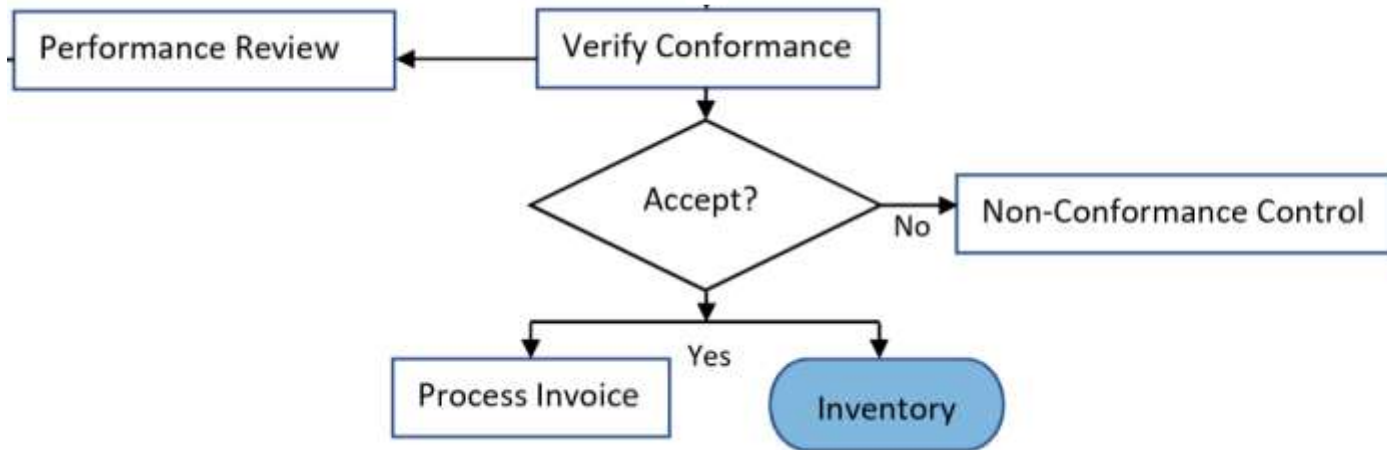 Performance Review
Verify Conformance
Accept?
No
Non-Conformance Control
Yes
Process Invoice
Inventory